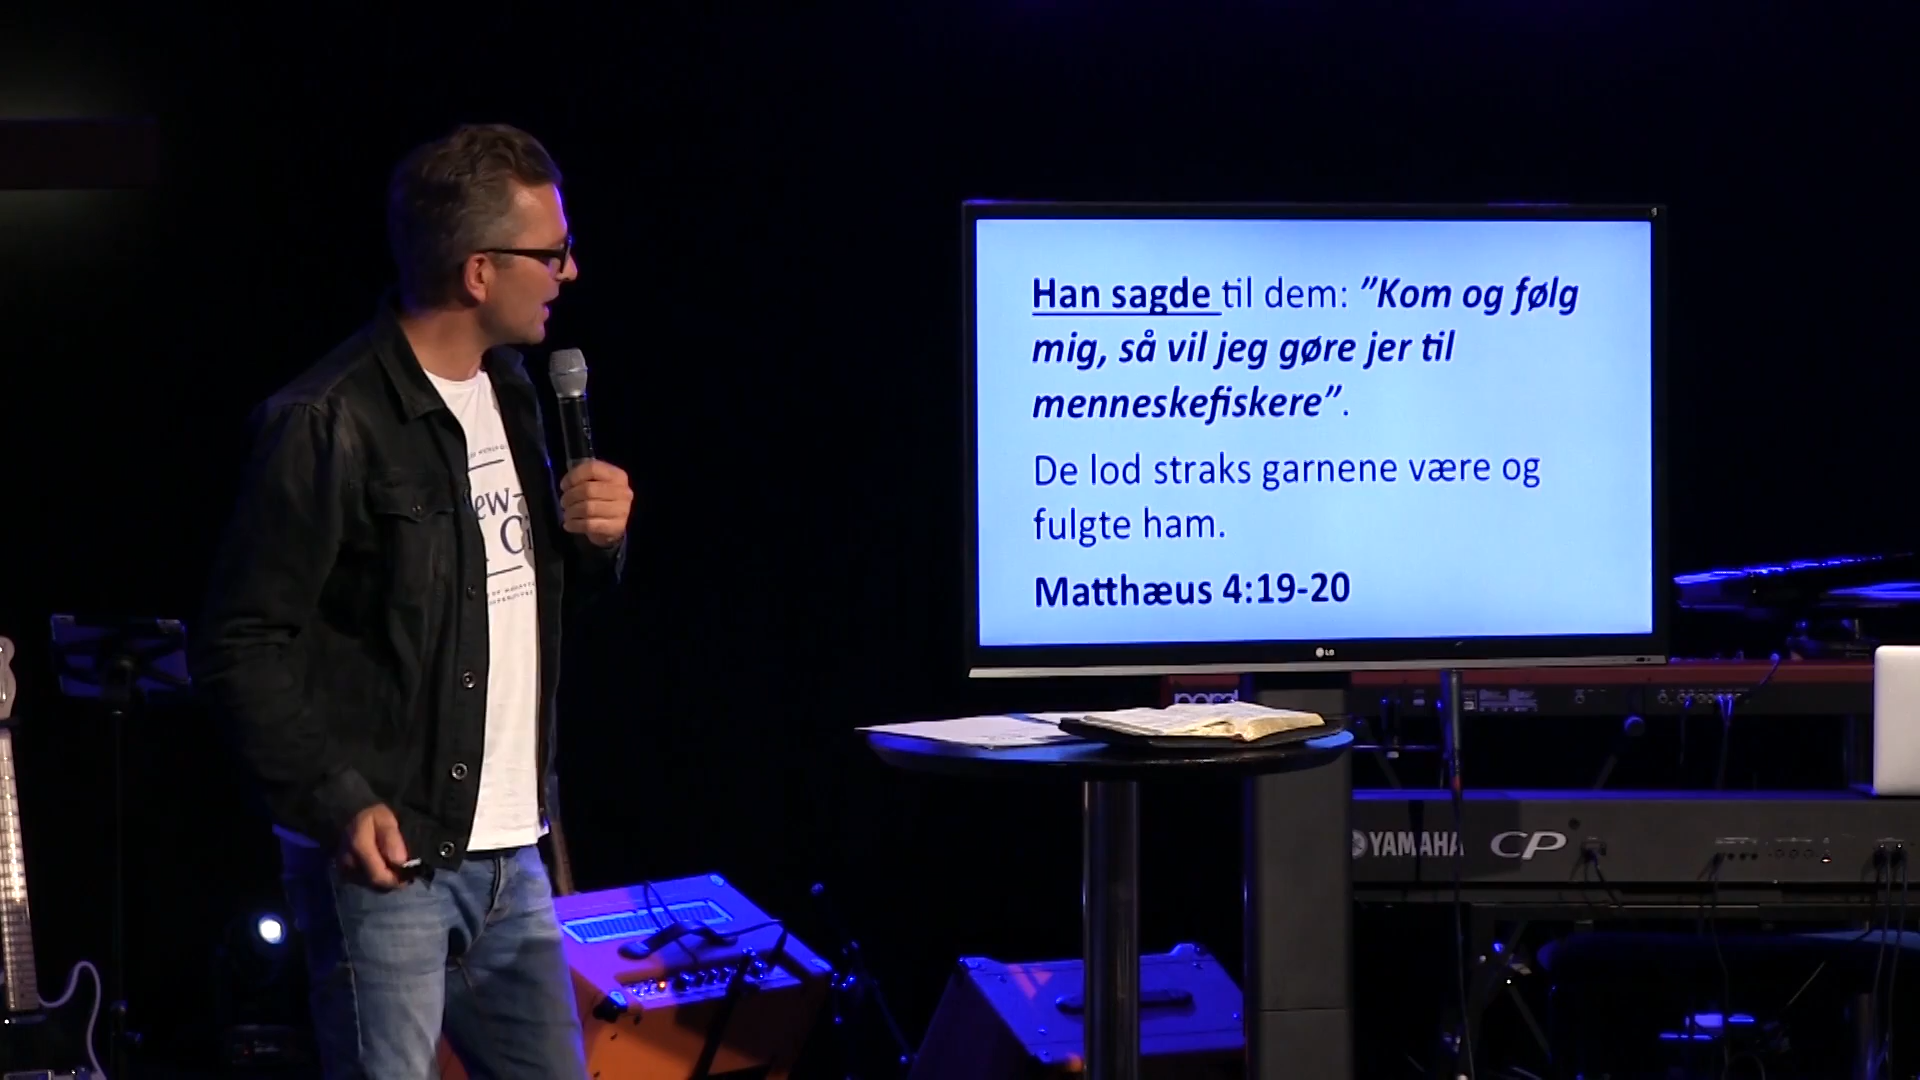 Han sagde til dem: ”Kom og følg
mig, så vil jeg gøre jer til
menneskefiskere”.
De lod straks garnene være og
fulgte ham.
Matthæus 4:19-20
LG
YAMAHA CP